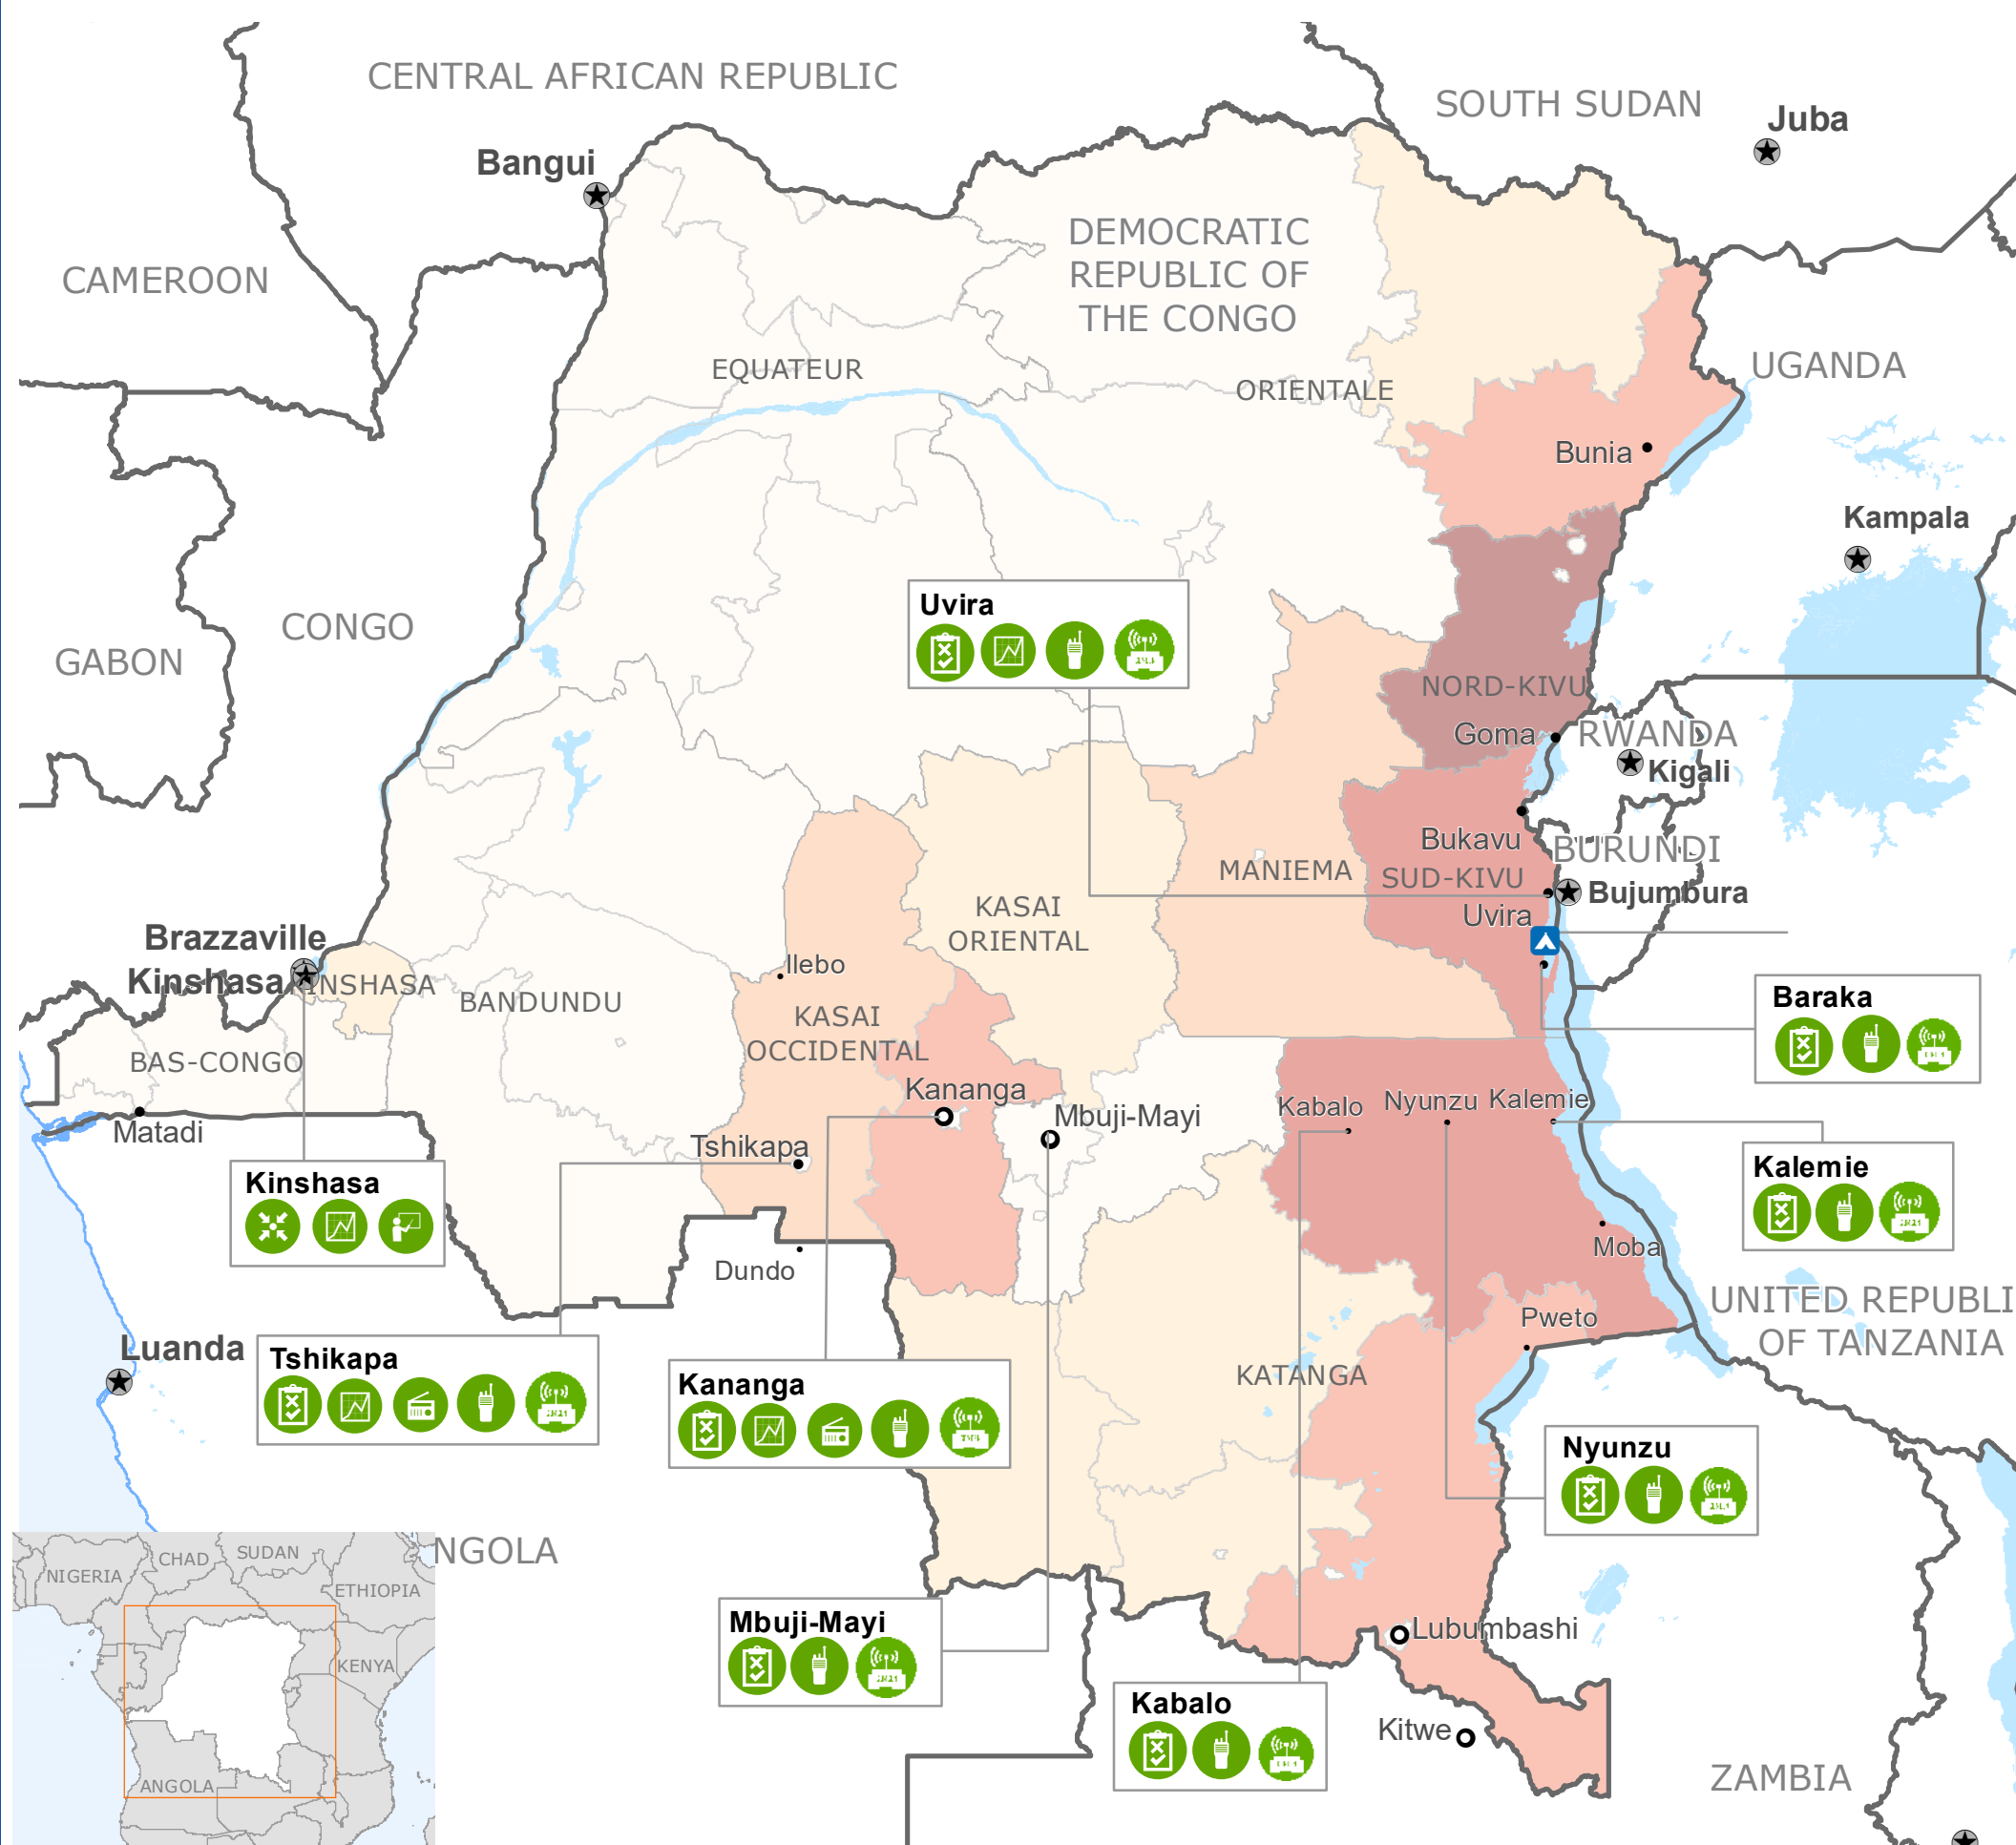 CENTRAL AFRICAN REPUBLIC
SOUTH SUDAN
Juba
Bangui
DEMOCRATIC
REPUBLIC OF
THE CONGO
CAMEROON
EQUATEUR
ORIENTALE
UGANDA
Bunia
Kampala
CONGO
GABON
Uvira
NORD-KIVU
Goma
RWANDA
Kigali
Bukavu
BURUNDI
MANIEMA
SUD-KIVU
Bujumbura
Uvira
KASAI
ORIENTAL
Brazzaville
Kinshasa
KINSHASA
BANDUNDU
Ilebo
KASAI
OCCIDENTAL
Baraka
BAS-CONGO
Kananga
Mbuji-Mayi
Kabalo
Nyunzu
Kalemie
Matadi
Tshikapa
Kinshasa
Kalemie
Moba
Dundo
UNITED REPUBLI
OF TANZANIA
Pweto
Luanda
Tshikapa
Kananga
KATANGA
Nyunzu
NGOLA
Mbuji-Mayi
Lubumbashi
Kabalo
Kitwe
ZAMBIA
NIGERIA
CHAD
SUDAN
ETHIOPIA
KENYA
ANGOLA